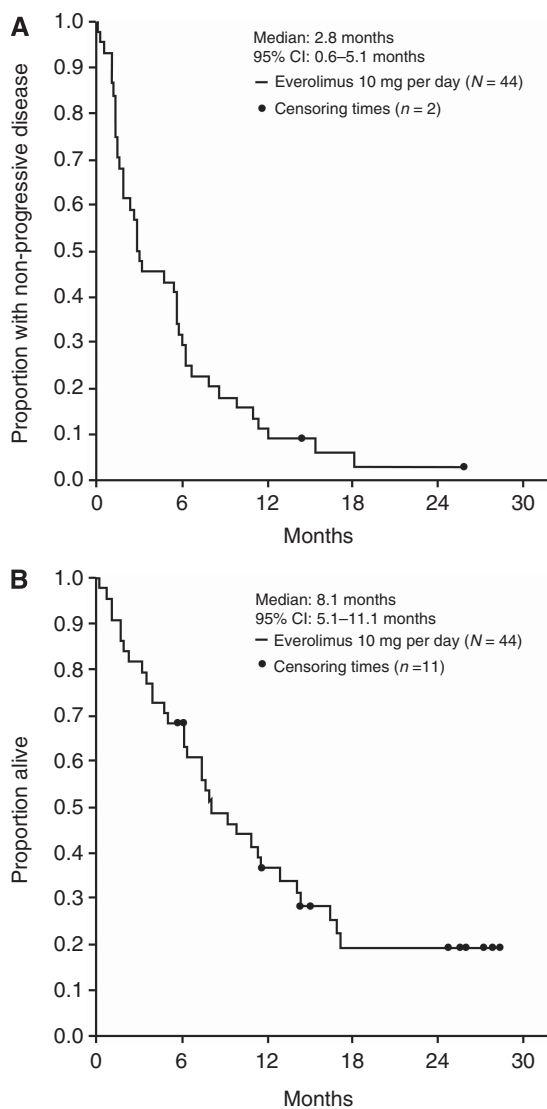 A
Median: 2.8 months
95% CI: 0.6–5.1 months
Everolimus 10 mg per day (N = 44)
Censoring times (n = 2)
Proportion with non-progressive disease
1.0
0.9
0.8
0.7
0.6
0.5
0.4
0.3
0.2
0.1
0.0
0 6 12 18 24 30
Months
B
Median: 8.1 months
95% CI: 5.1–11.1 months
Everolimus 10 mg per day (N = 44)
Censoring times (n =11)
Proportion alive
1.0
0.9
0.8
0.7
0.6
0.5
0.4
0.3
0.2
0.1
0.0
0 6 12 18 24 30
Months